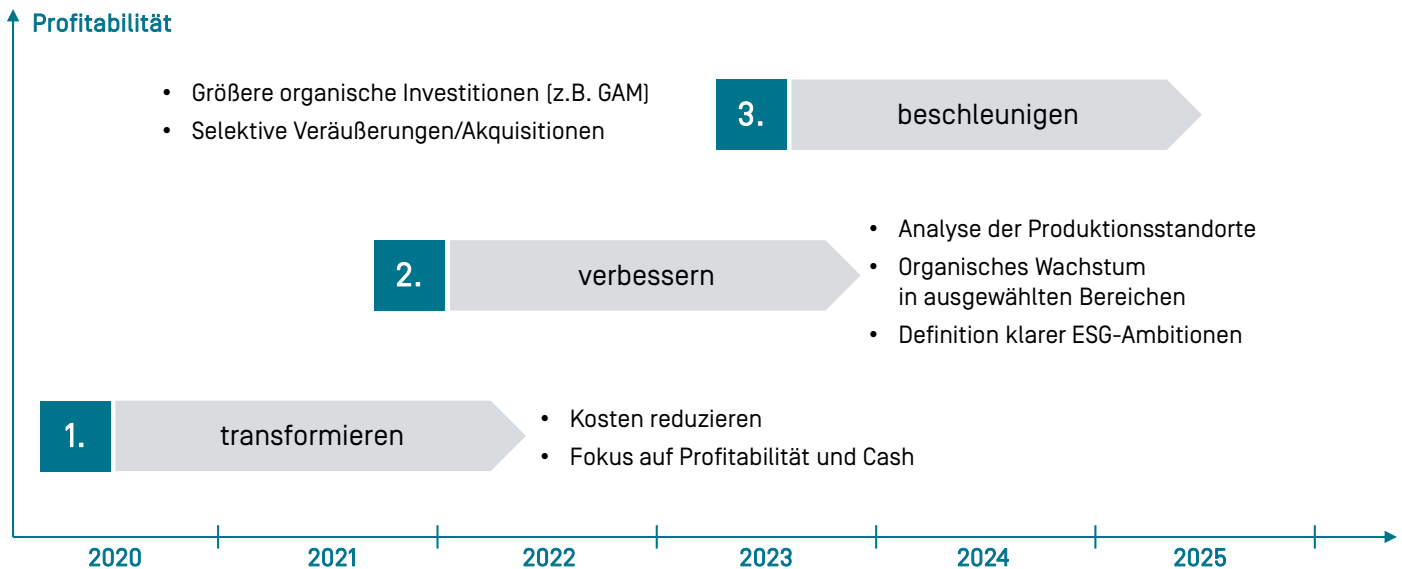 Profitabilität
• Größere organische Investitionen (z.B. GAM)
• Selektive Veräußerungen/Akquisitionen
3.
beschleunigen
2.
verbessern
• Analyse der Produktionsstandorte
• Organisches Wachstum
in ausgewählten Bereichen
• Definition klarer ESG-Ambitionen
1.
transformieren
• Kosten reduzieren
• Fokus auf Profitabilität und Cash
2020 2021 2022 2023 2024 2025